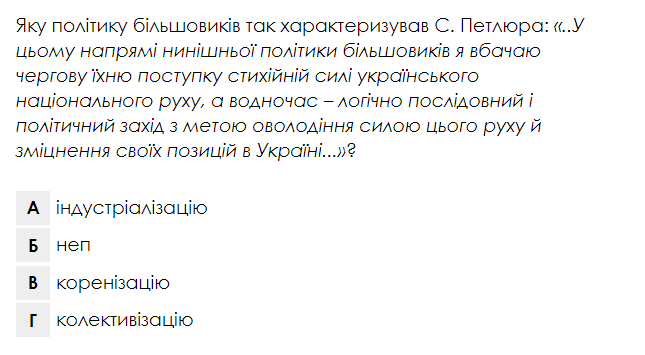 Яку політику більшовиків так характеризував С. Петлюра: «..У
цьому напрямі нинішньої політики більшовиків я вбачаю
чергову їхню поступку стихійній силі українського
національного руху, а водночас – логічно послідовний і
політичний захід з метою оволодіння силою цього руху й
зміцнення своїх позицій в Україні...»?
А індустріалізацію
Б неп
В коренізацію
Г колективізацію